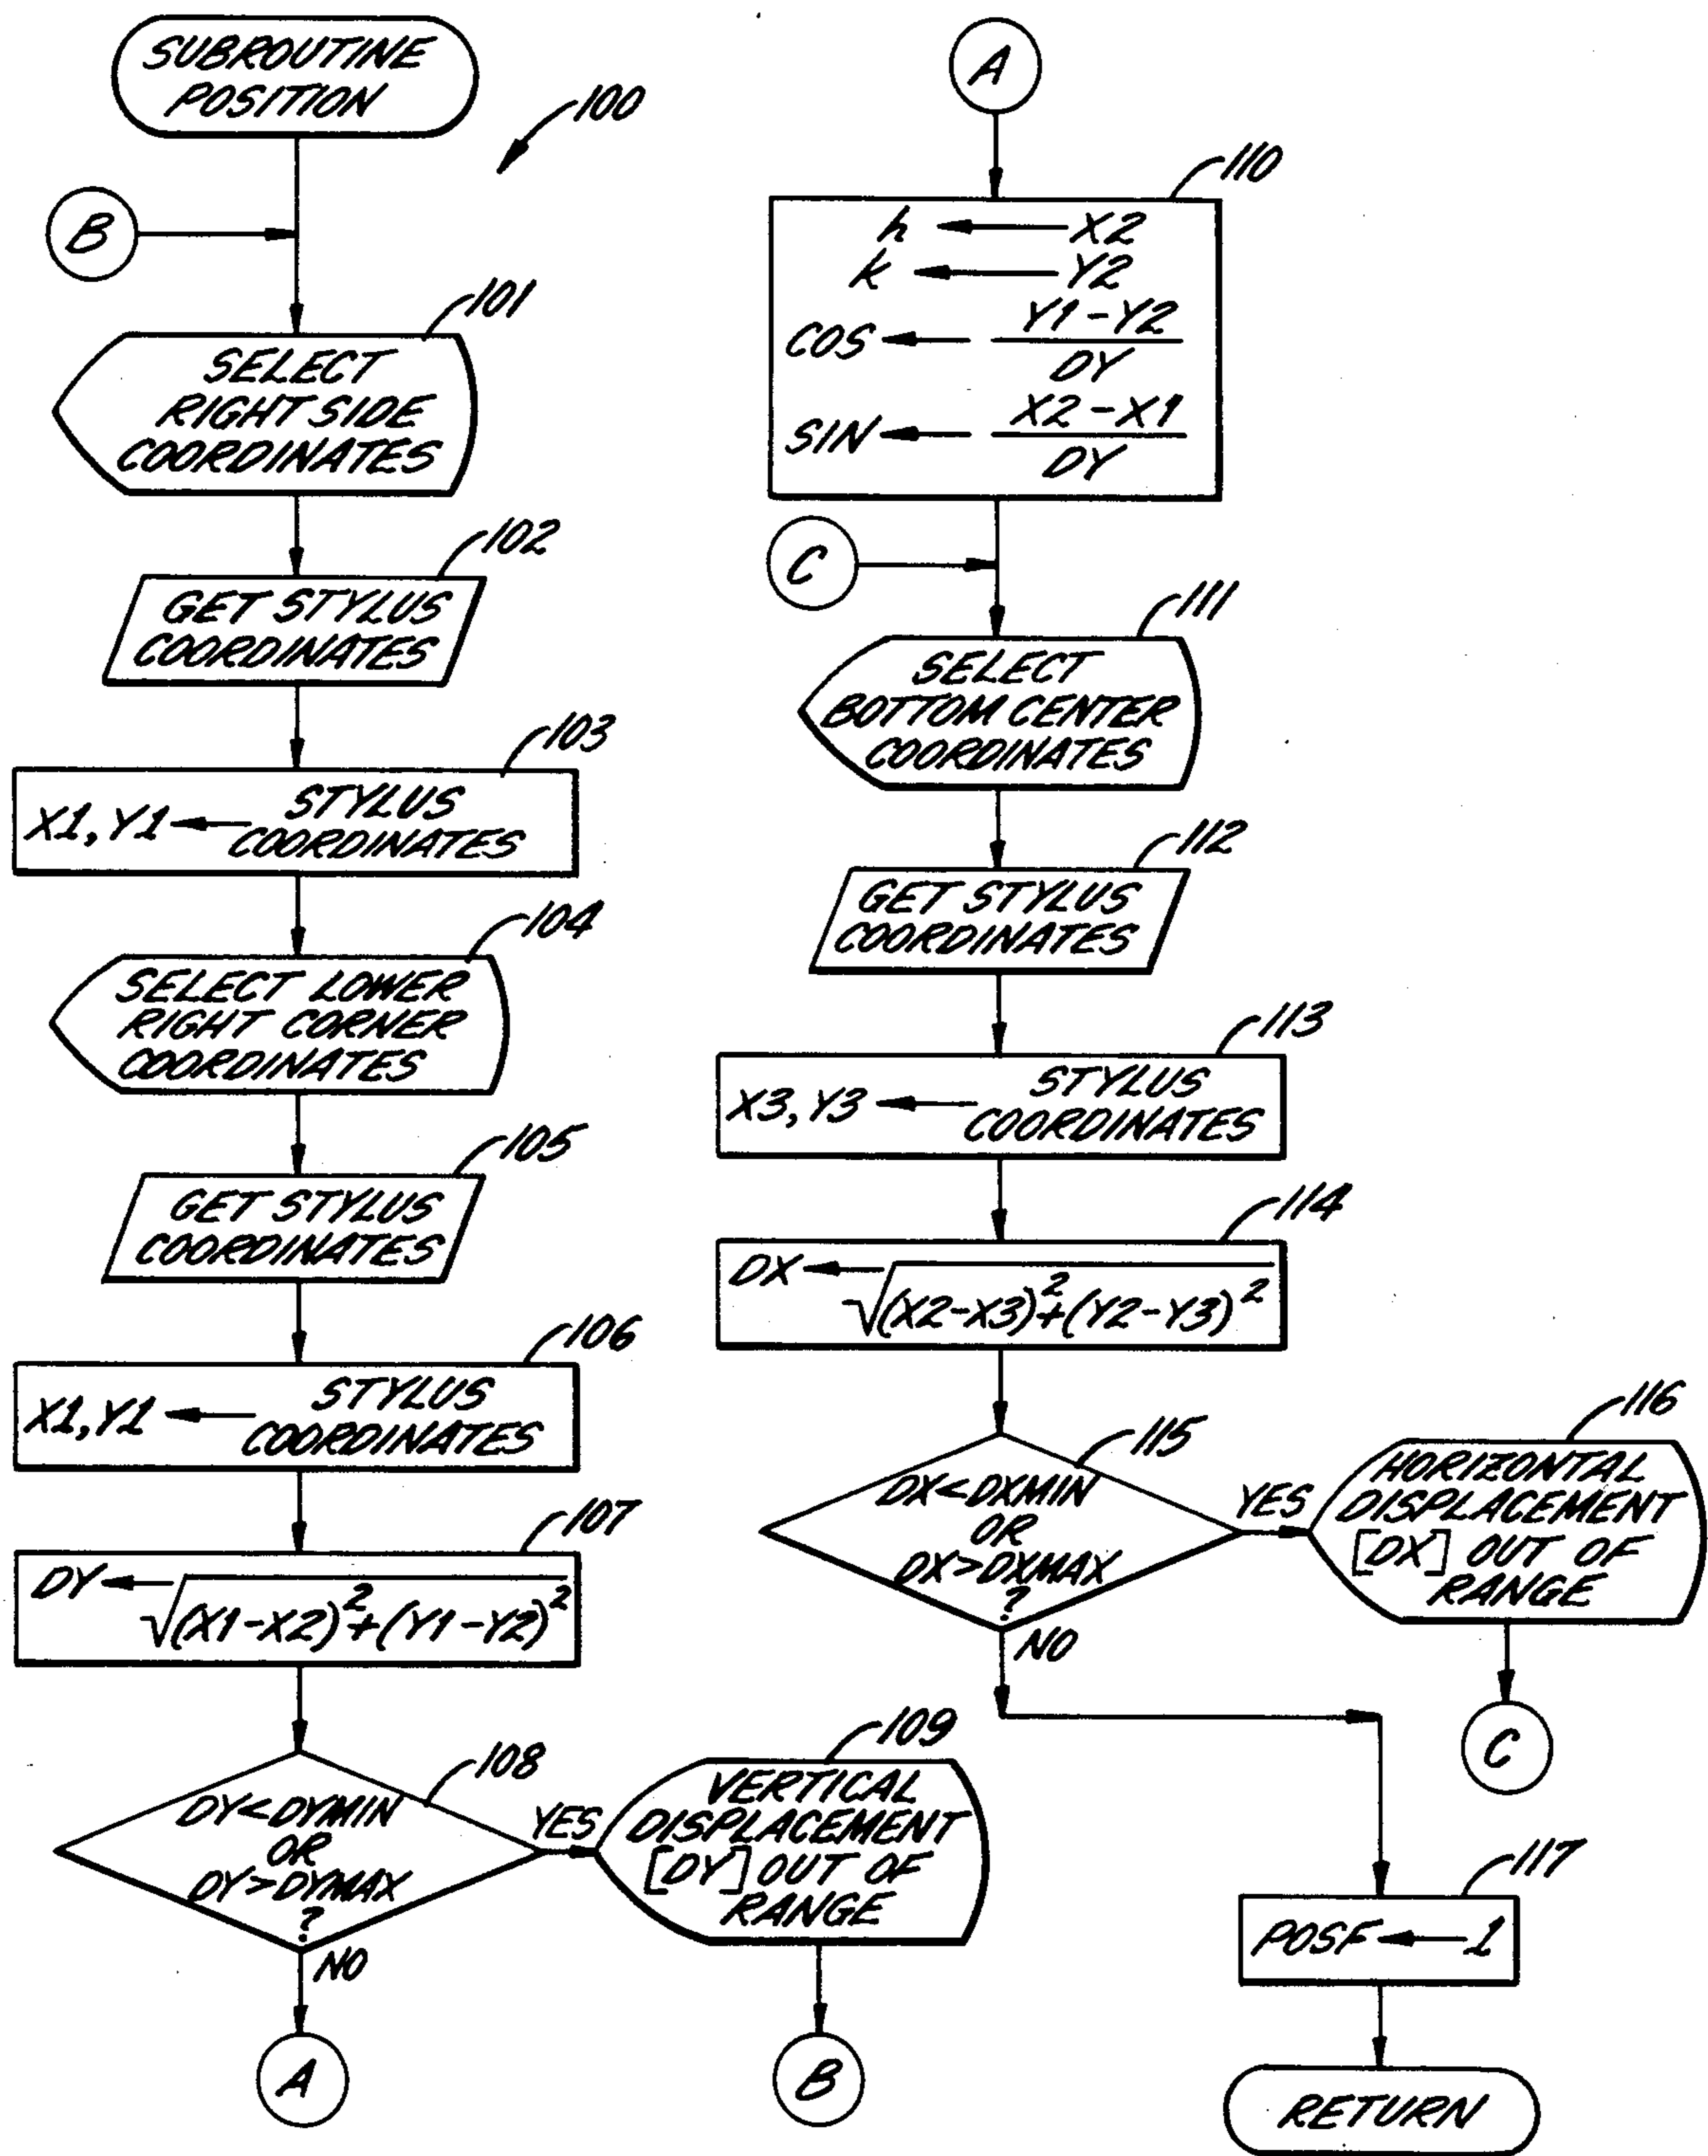 SUBROUTINE
POSITION
100
B
101
SELECT
RIGHT SIDE
COORDINATES
102
GET STYLUS
COORDINATES
103
X1, Y1 ← STYLUS
COORDINATES
104
SELECT LOWER
RIGHT CORNER
COORDINATES
105
GET STYLUS
COORDINATES
106
X1, Y1 ← STYLUS
COORDINATES
107
DY ← √(X1-X2)²+(Y1-Y2)²
108
DY<DYMIN
OR
DY>DYMAX
?
YES
NO
A
109
VERTICAL
DISPLACEMENT
[DY] OUT OF
RANGE
B
A
110
h ← X2
k ← Y2
COS ← Y1-Y2
DY
SIN ← X2-X1
DY
C
111
SELECT
BOTTOM CENTER
COORDINATES
112
GET STYLUS
COORDINATES
113
X3, Y3 ← STYLUS
COORDINATES
114
DX ← √(X2-X3)²+(Y2-Y3)²
115
DX<DXMIN
OR
DX>DXMAX
?
YES
NO
116
HORIZONTAL
DISPLACEMENT
[DX] OUT OF
RANGE
C
117
POSF ← 1
RETURN